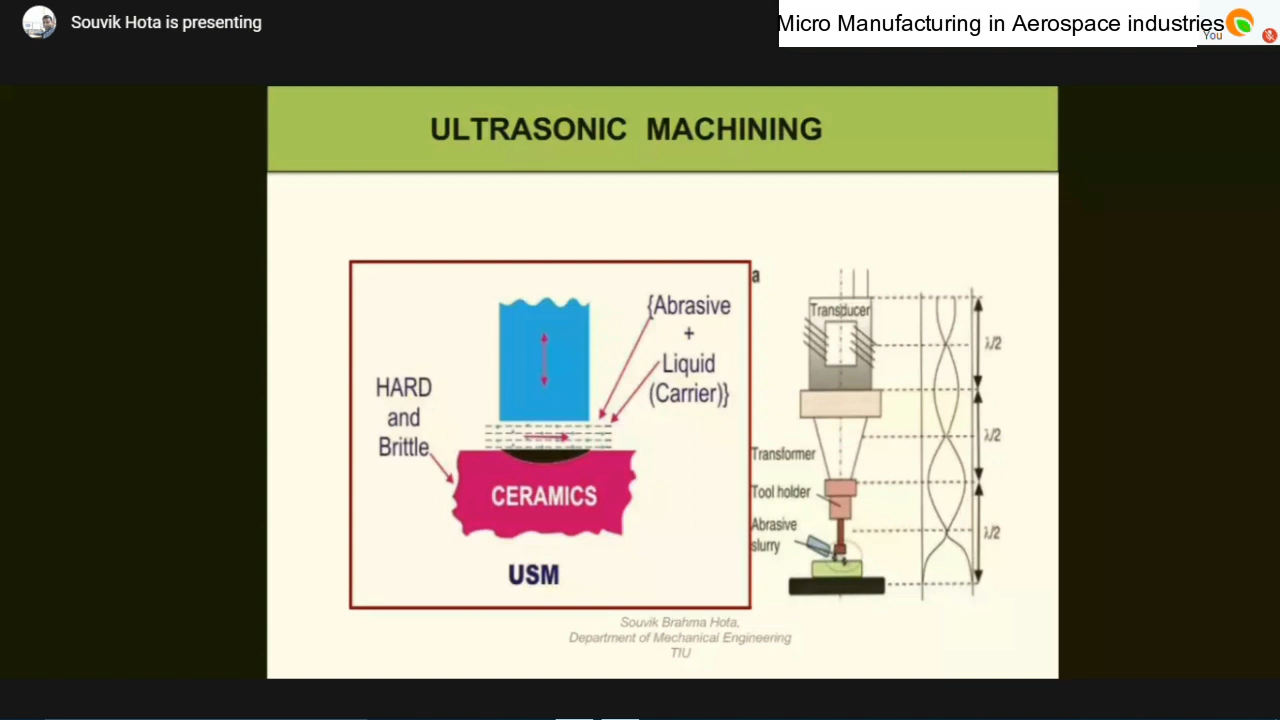 Souvik Hota is presenting
Micro Manufacturing in Aerospace industries
You
ULTRASONIC MACHINING
{Abrasive
+
Liquid
(Carrier)}
HARD
and
Brittle
CERAMICS
USM
a
Transducer
λ/2
λ/2
Transformer
Tool holder
Abrasive
slurry
λ/2
Souvik Brahma Hota,
Department of Mechanical Engineering
TIU